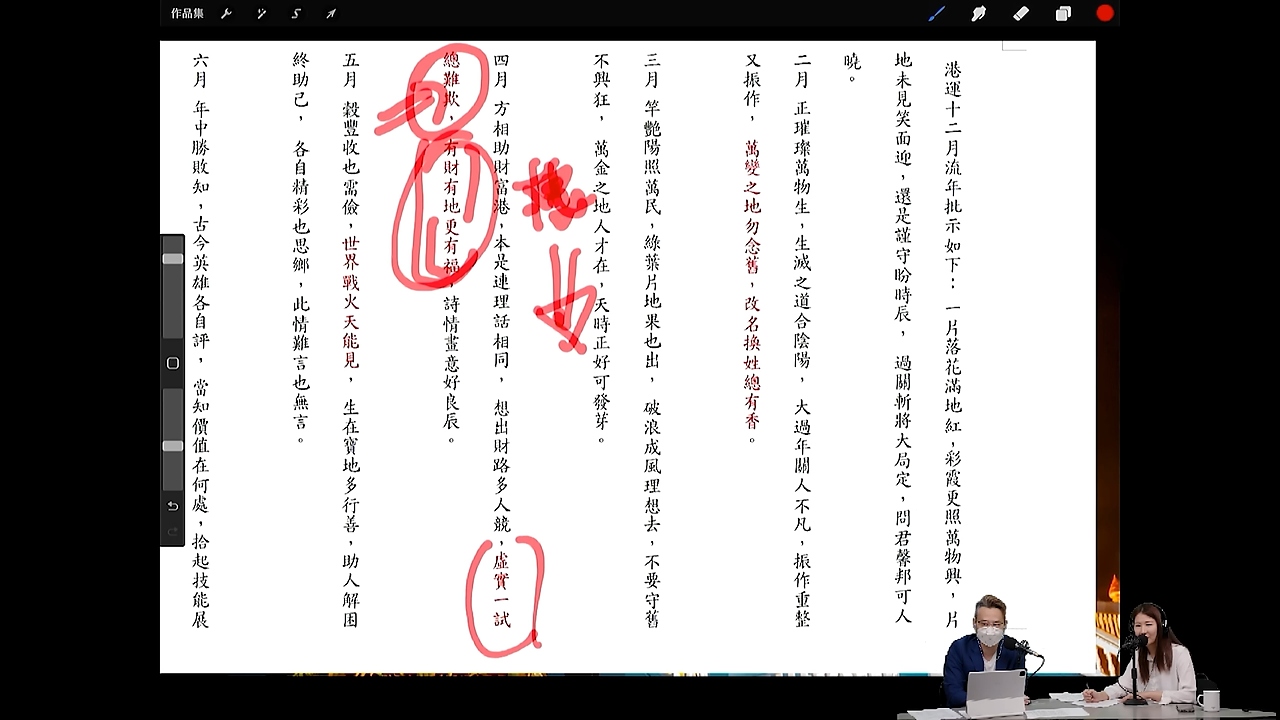 作品集
港運十二月流年批示如下：一片落花滿地紅，彩霞更照萬物興，片
地未見笑面迎，還是謹守盼時辰，過關斬將大局定，問君馨邦可人
曉。
二月 正璀璨萬物生，生滅之道合陰陽，大過年關人不凡，振作重整
又振作，萬變之地勿念舊，改名換姓總有香。
三月 竿艷陽照萬民，綠葉片地果也出，破浪成風理想去，不要守舊
不興狂，萬金之地人才在，天時正好可發芽。
四月 方相助財富港，本是連理話相同，想出財路多人競，虛實一試
總難欺，有財有地更有福，詩情畫意好良辰。
五月 穀豐收也需儉，世界戰火天能見，生在寶地多行善，助人解困
終助己，各自精彩也思鄉，此情難言也無言。
六月 年中勝敗知，古今英雄各自評，當知價值在何處，拾起技能展